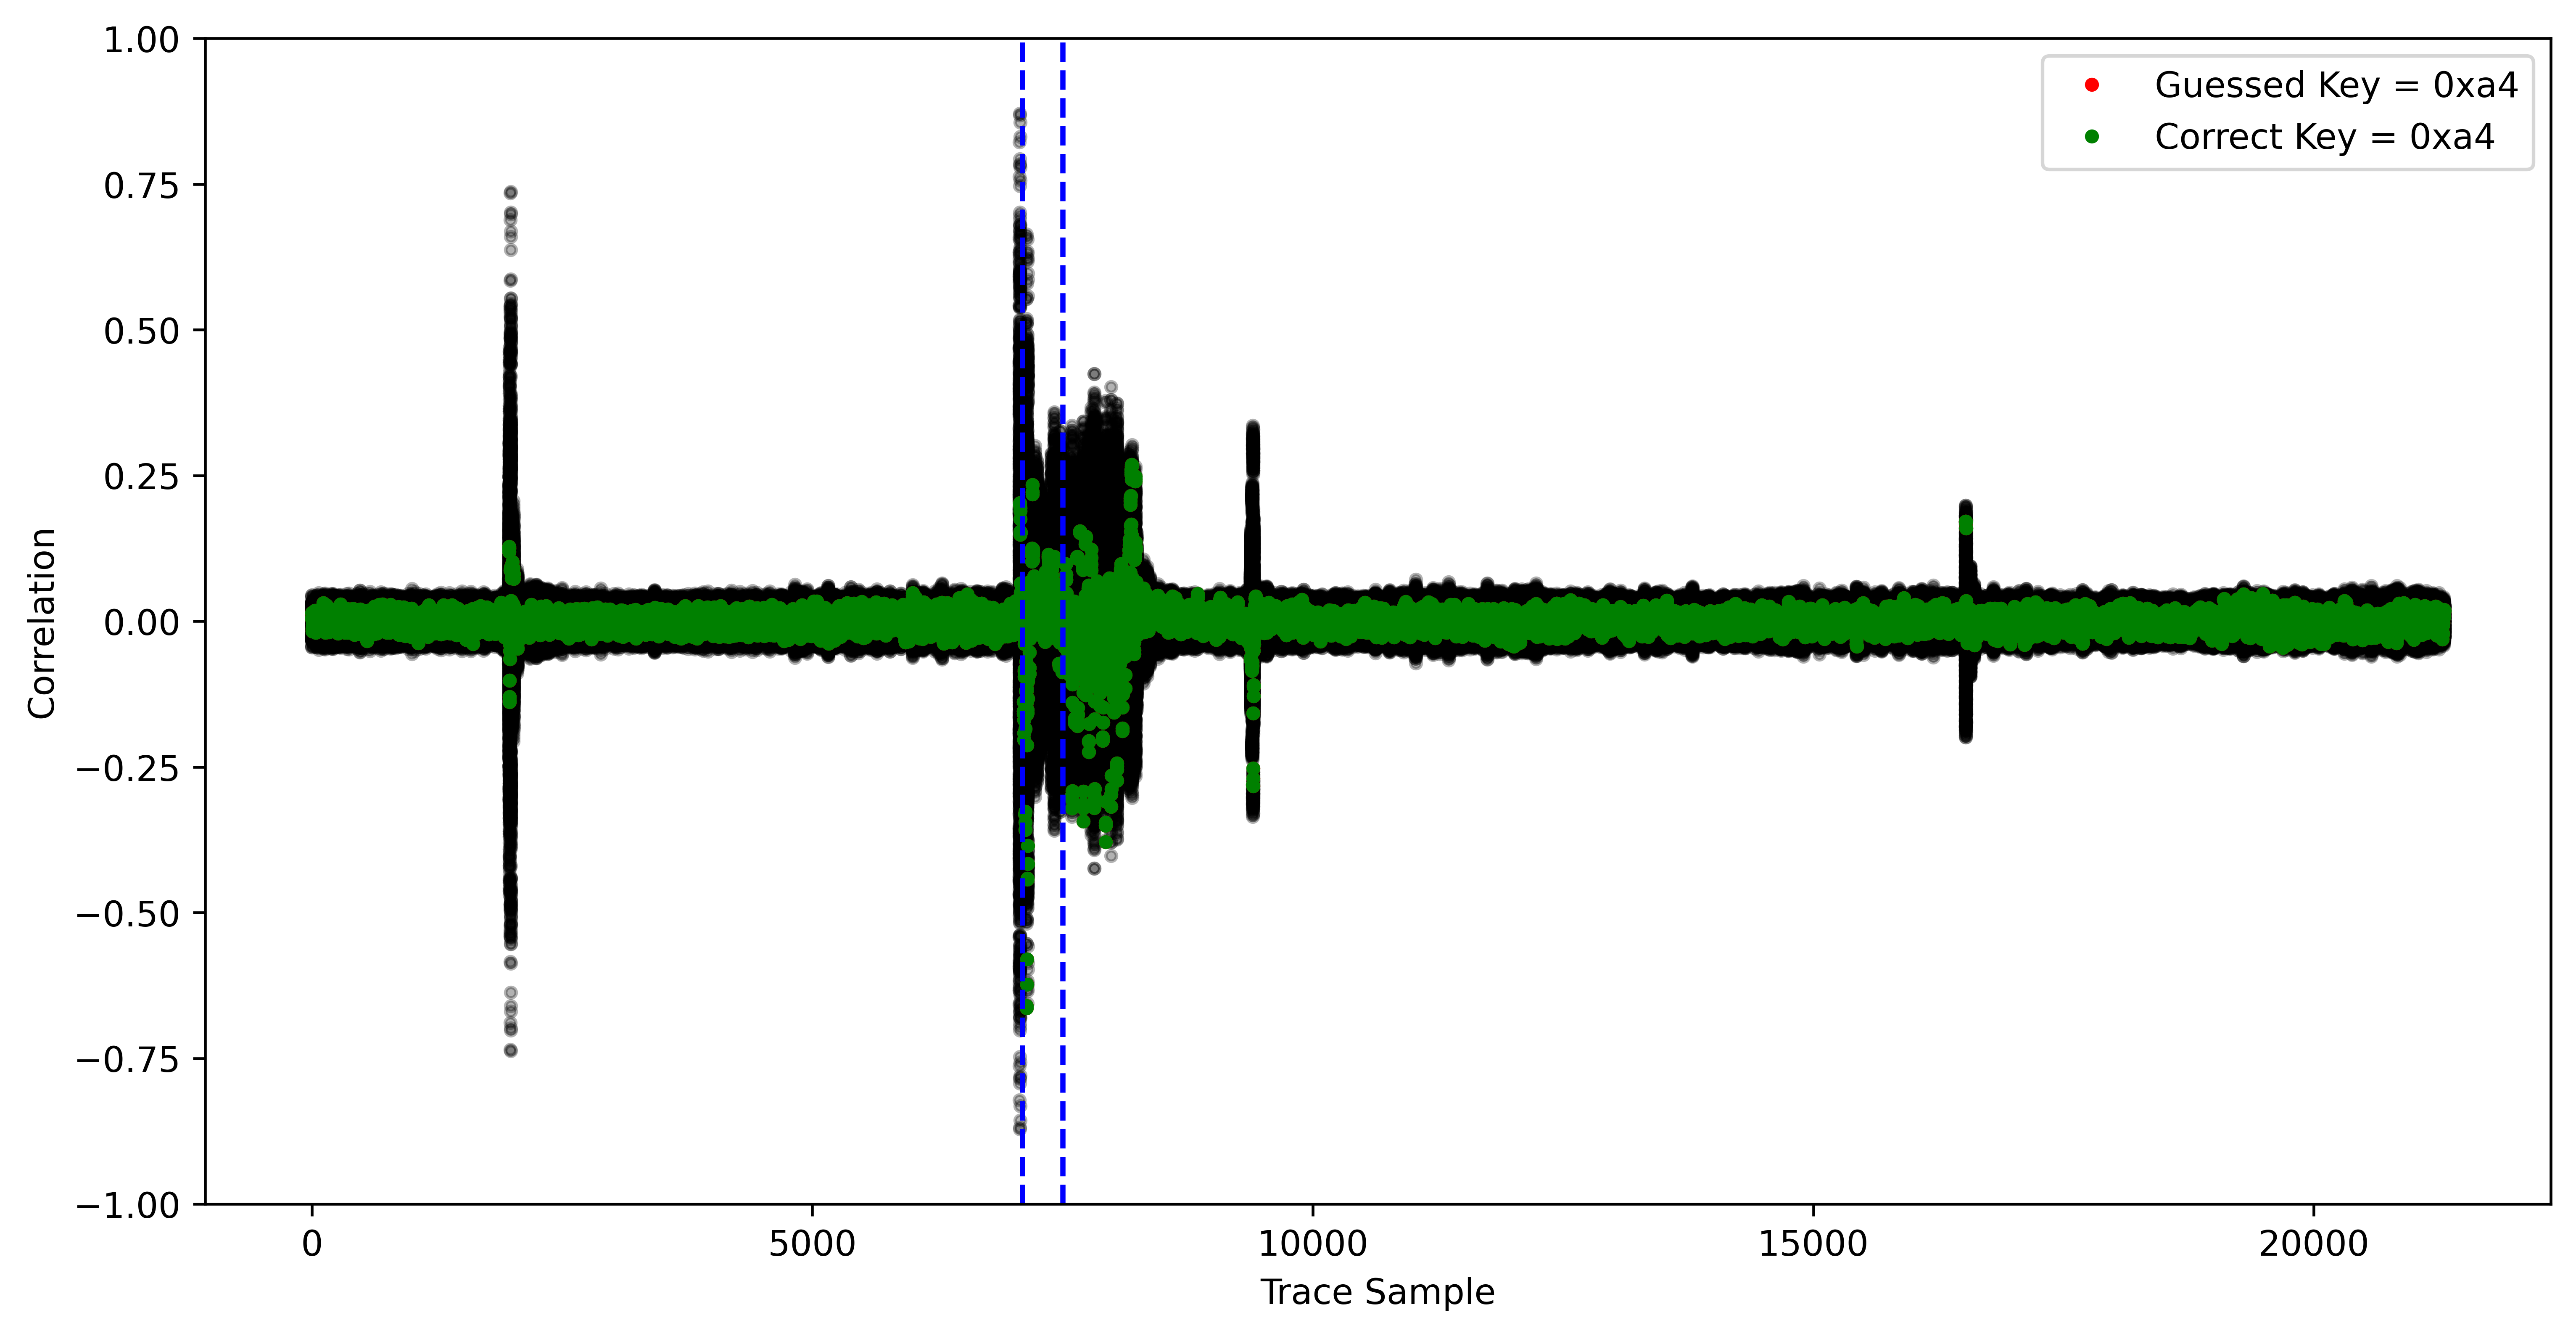 1.00
0.75
0.50
0.25
0.00
−0.25
−0.50
−0.75
−1.00
Correlation
Guessed Key = 0xa4
Correct Key = 0xa4
0 5000 10000 15000 20000
Trace Sample